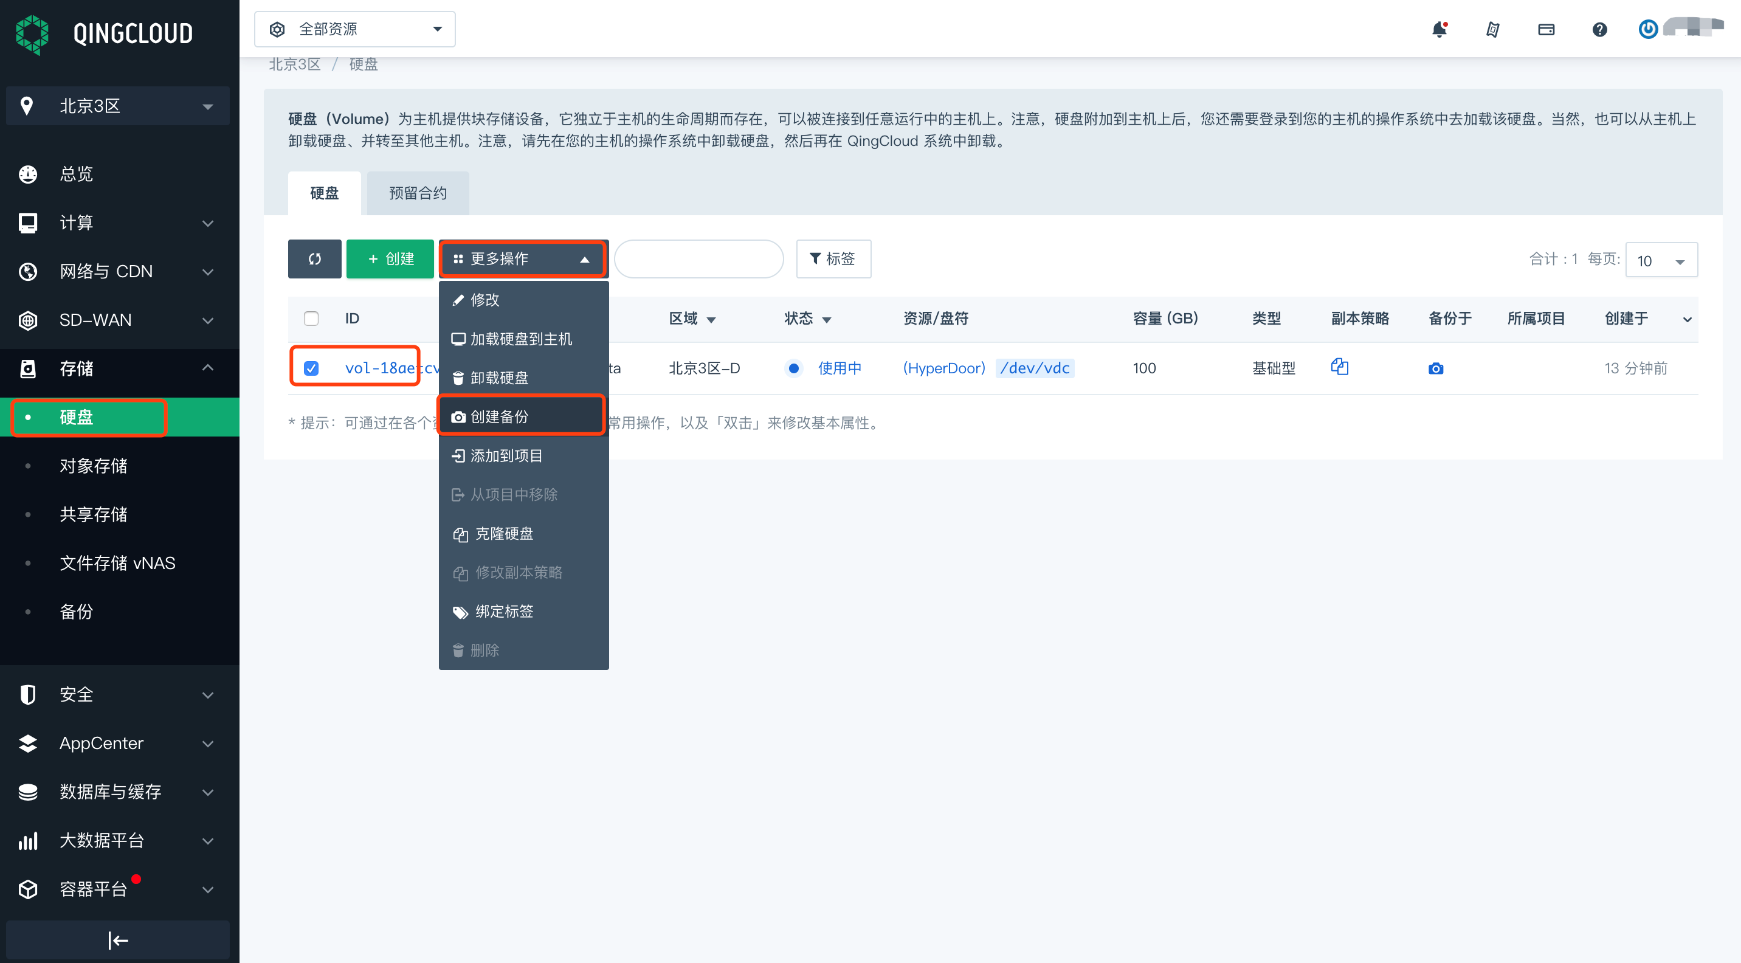 QINGCLOUD
全部资源
北京3区
总览
计算
网络与 CDN
SD-WAN
存储
硬盘
对象存储
共享存储
文件存储 vNAS
备份
安全
AppCenter
数据库与缓存
大数据平台
容器平台
北京3区 / 硬盘
硬盘（Volume）为主机提供块存储设备，它独立于主机的生命周期而存在，可以被连接到任意运行中的主机上。注意，硬盘附加到主机上后，您还需要登录到您的主机的操作系统中去加载该硬盘。当然，也可以从主机上
卸载硬盘、并转至其他主机。注意，请先在您的主机的操作系统中卸载硬盘，然后再在 QingCloud 系统中卸载。
硬盘 预留合约
+ 创建 更多操作 标签 合计：1 每页: 10
ID 区域 状态 资源/盘符 容量 (GB) 类型 副本策略 备份于 所属项目 创建于
vol-18aetcv ta 北京3区-D 使用中 (HyperDoor) /dev/vdc 100 基础型 13 分钟前
* 提示：可通过在各个 常用操作，以及「双击」来修改基本属性。
修改
加载硬盘到主机
卸载硬盘
创建备份
添加到项目
从项目中移除
克隆硬盘
修改副本策略
绑定标签
删除